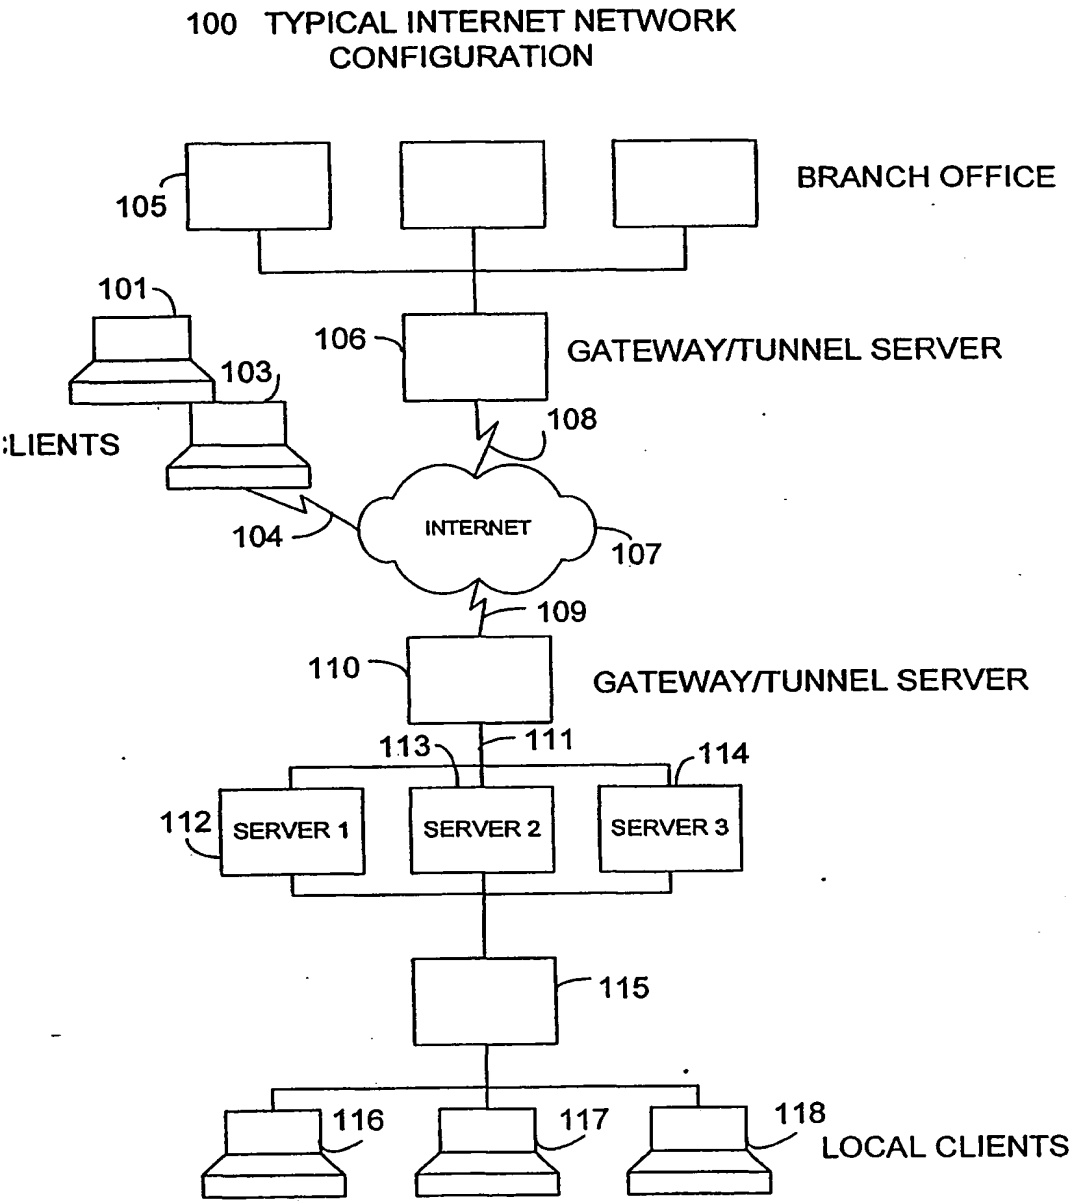 100 TYPICAL INTERNET NETWORK
CONFIGURATION
105
BRANCH OFFICE
101
106
GATEWAY/TUNNEL SERVER
103
108
:LIENTS
104
INTERNET
107
109
110
GATEWAY/TUNNEL SERVER
113
111
114
112
SERVER 1
SERVER 2
SERVER 3
115
116
117
118
LOCAL CLIENTS